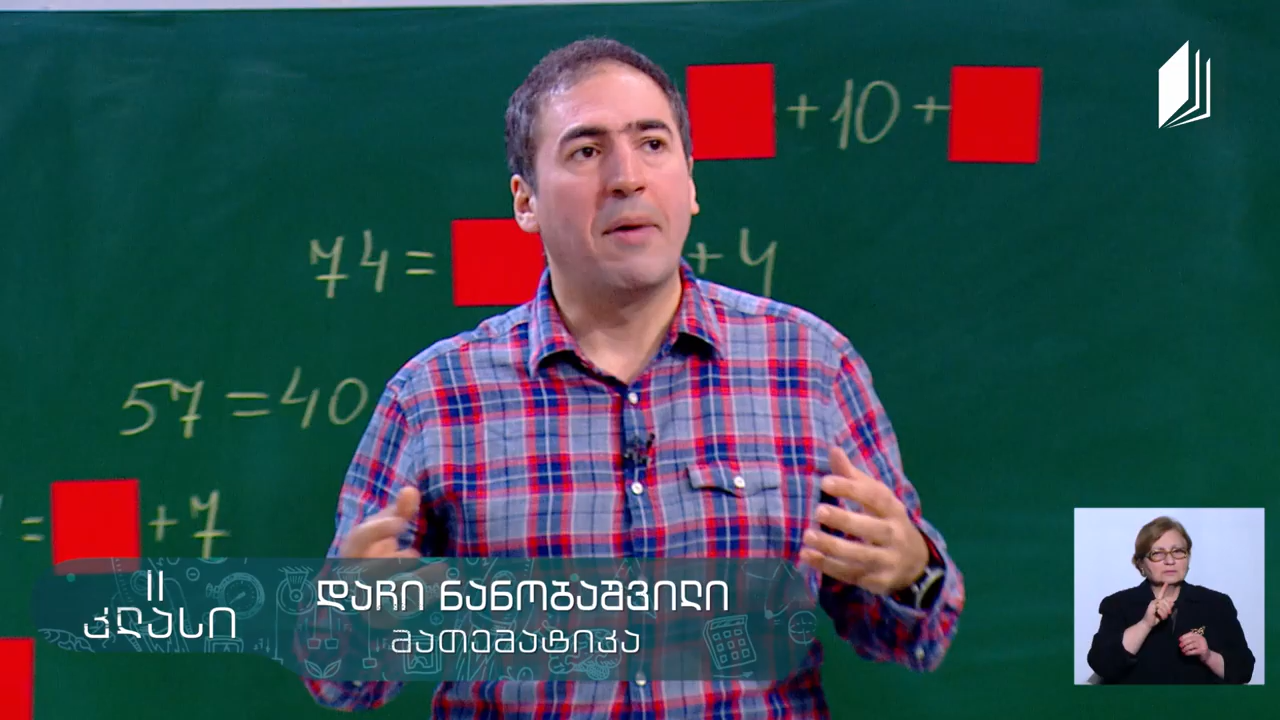 + 10 +
74 = + 4
57 = 40
= + 7
II
კლასი
დაჩი ნანობაშვილი
მათემატიკა